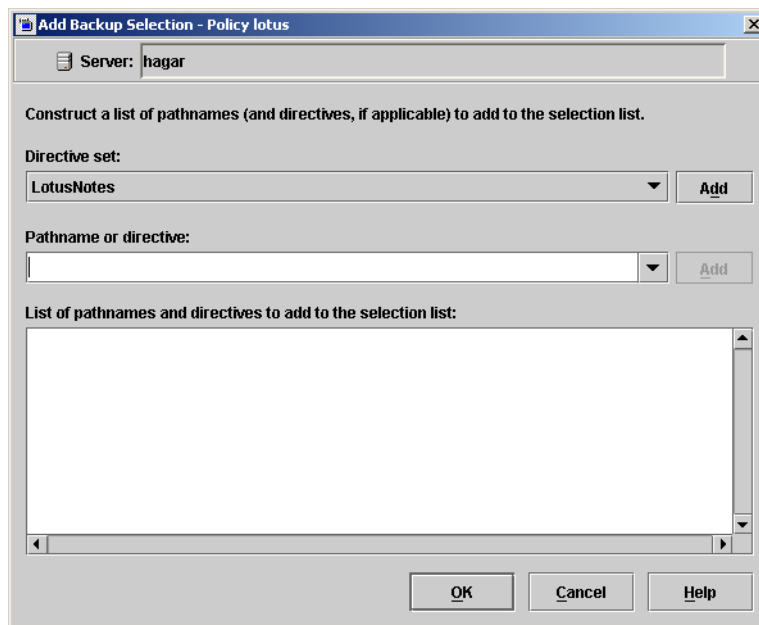 Add Backup Selection - Policy lotus
Server: hagar
Construct a list of pathnames (and directives, if applicable) to add to the selection list.
Directive set:
LotusNotes Add
Pathname or directive:
Add
List of pathnames and directives to add to the selection list:
OK Cancel Help